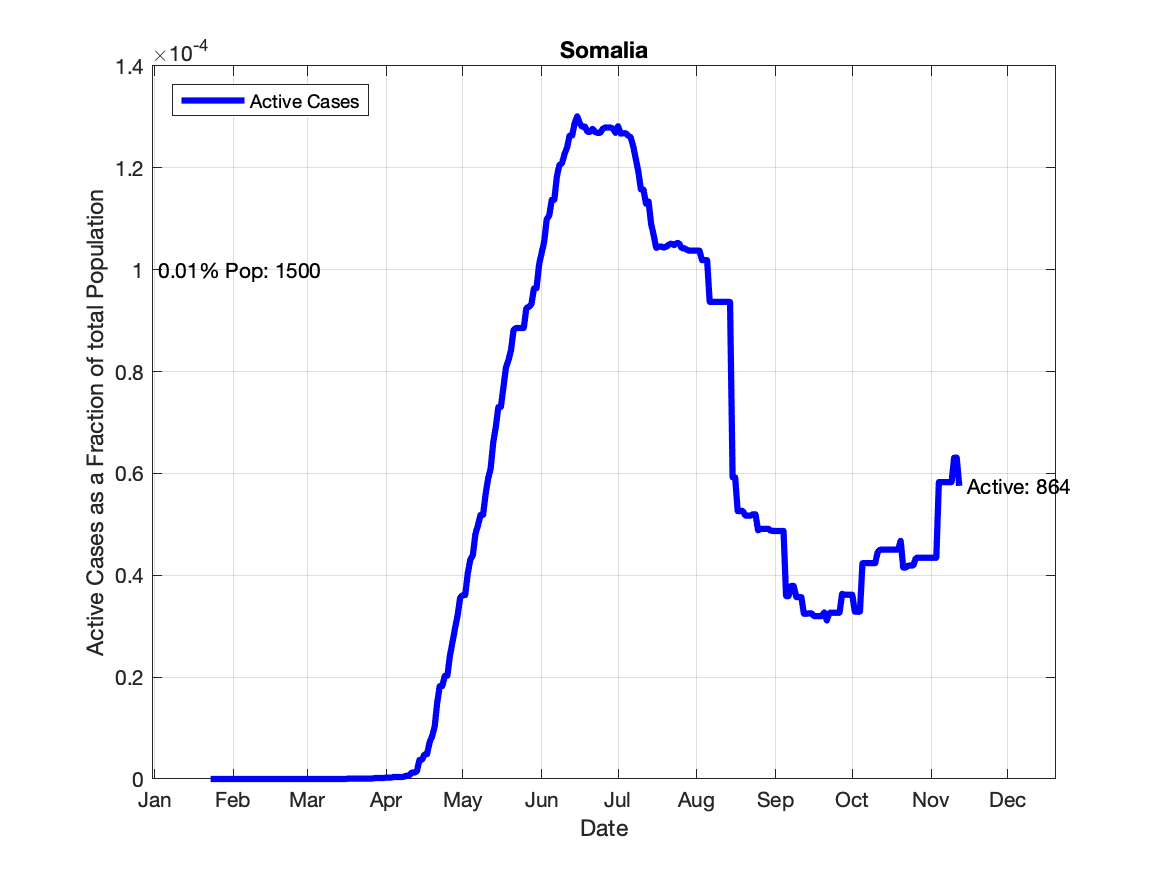 Somalia
×10-4
Active Cases
1.4
1.2
1
0.8
0.6
0.4
0.2
0
0.01% Pop: 1500
Active: 864
Active Cases as a Fraction of total Population
Jan Feb Mar Apr May Jun Jul Aug Sep Oct Nov Dec
Date